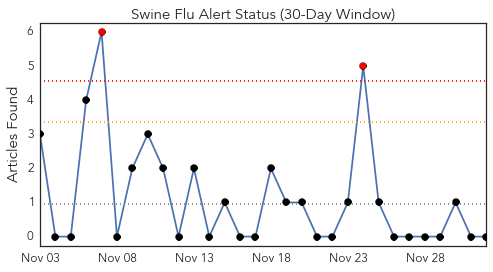 Swine Flu Alert Status (30-Day Window)
Articles Found
6
5
4
3
2
1
0
Nov 03 Nov 08 Nov 13 Nov 18 Nov 23 Nov 28